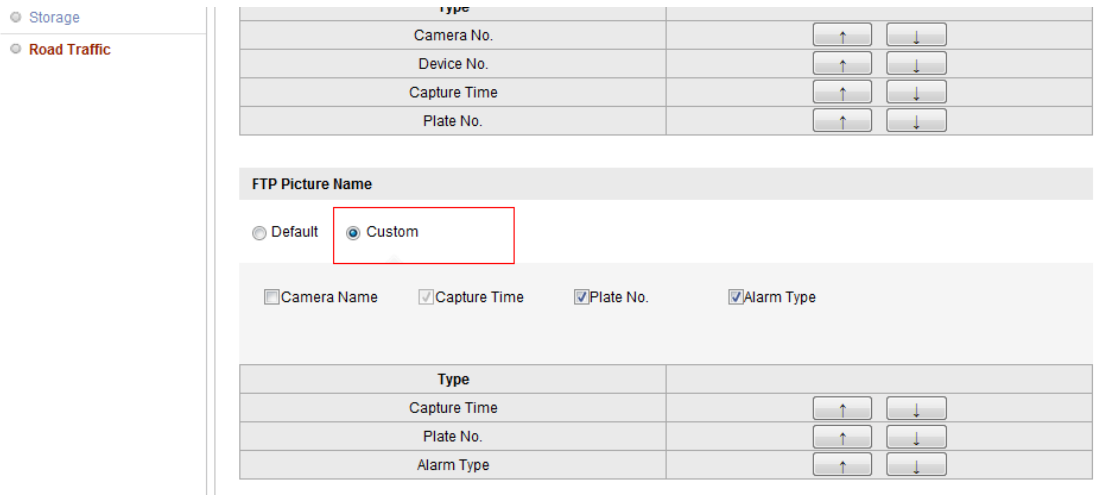 Storage
Road Traffic
Type
Camera No. ↑ ↓
Device No. ↑ ↓
Capture Time ↑ ↓
Plate No. ↑ ↓
FTP Picture Name
Default Custom
Camera Name Capture Time Plate No. Alarm Type
Type
Capture Time ↑ ↓
Plate No. ↑ ↓
Alarm Type ↑ ↓